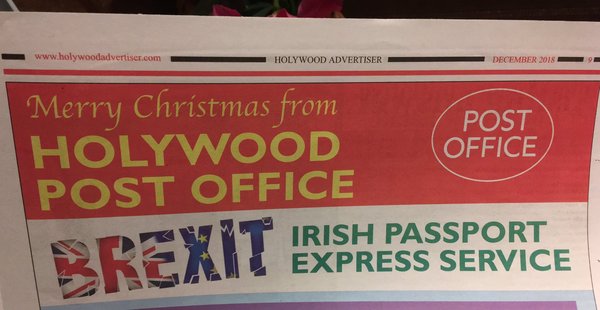 www.holywoodadvertiser.com HOLYWOOD ADVERTISER DECEMBER 2018 9
Merry Christmas from
HOLYWOOD
POST OFFICE
POST
OFFICE
BREXIT
IRISH PASSPORT
EXPRESS SERVICE